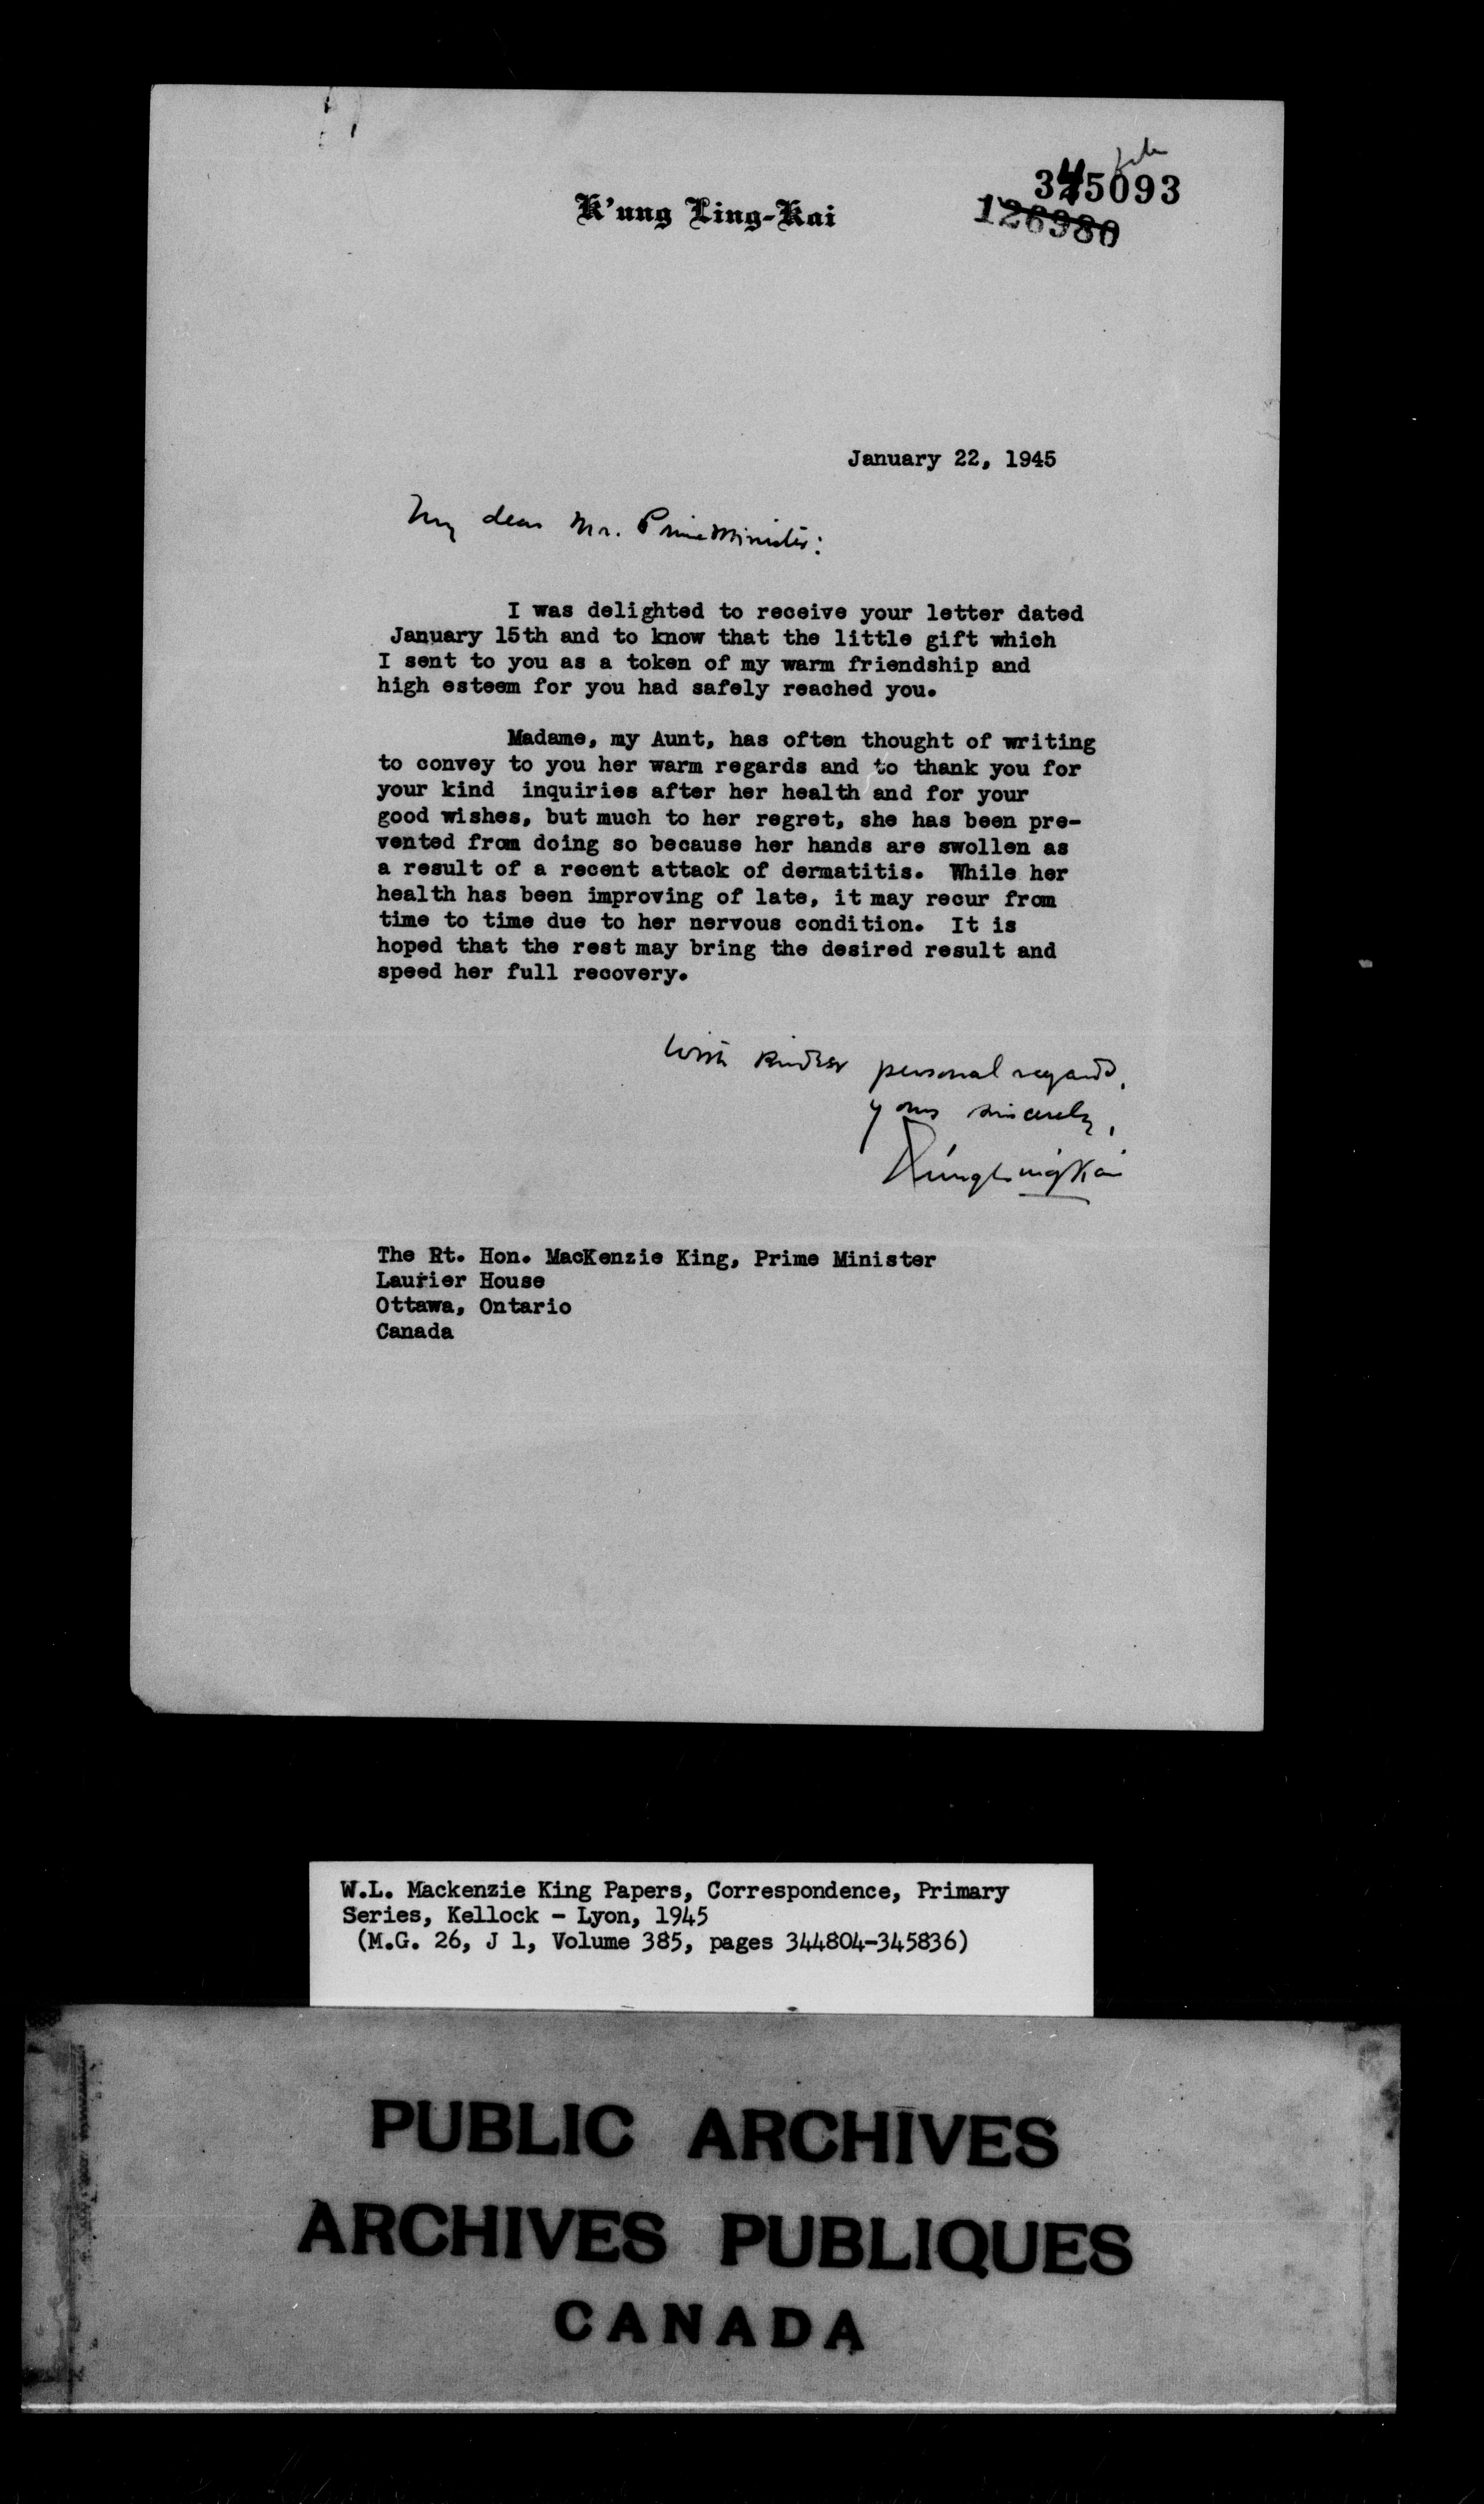 file
345093
126980
K'ung Ling-Kai
January 22, 1945
My dear Mr. Prime Minister:
I was delighted to receive your letter dated
January 15th and to know that the little gift which
I sent to you as a token of my warm friendship and
high esteem for you had safely reached you.
Madame, my Aunt, has often thought of writing
to convey to you her warm regards and to thank you for
your kind inquiries after her health and for your
good wishes, but much to her regret, she has been pre-
vented from doing so because her hands are swollen as
a result of a recent attack of dermatitis. While her
health has been improving of late, it may recur from
time to time due to her nervous condition. It is
hoped that the rest may bring the desired result and
speed her full recovery.
With kindest personal regards,
yours sincerely,
K'ung Ling Kai
The Rt. Hon. MacKenzie King, Prime Minister
Laurier House
Ottawa, Ontario
Canada
W.L. Mackenzie King Papers, Correspondence, Primary
Series, Kellock - Lyon, 1945
(M.G. 26, J 1, Volume 385, pages 344804-345836)
PUBLIC ARCHIVES
ARCHIVES PUBLIQUES
CANADA